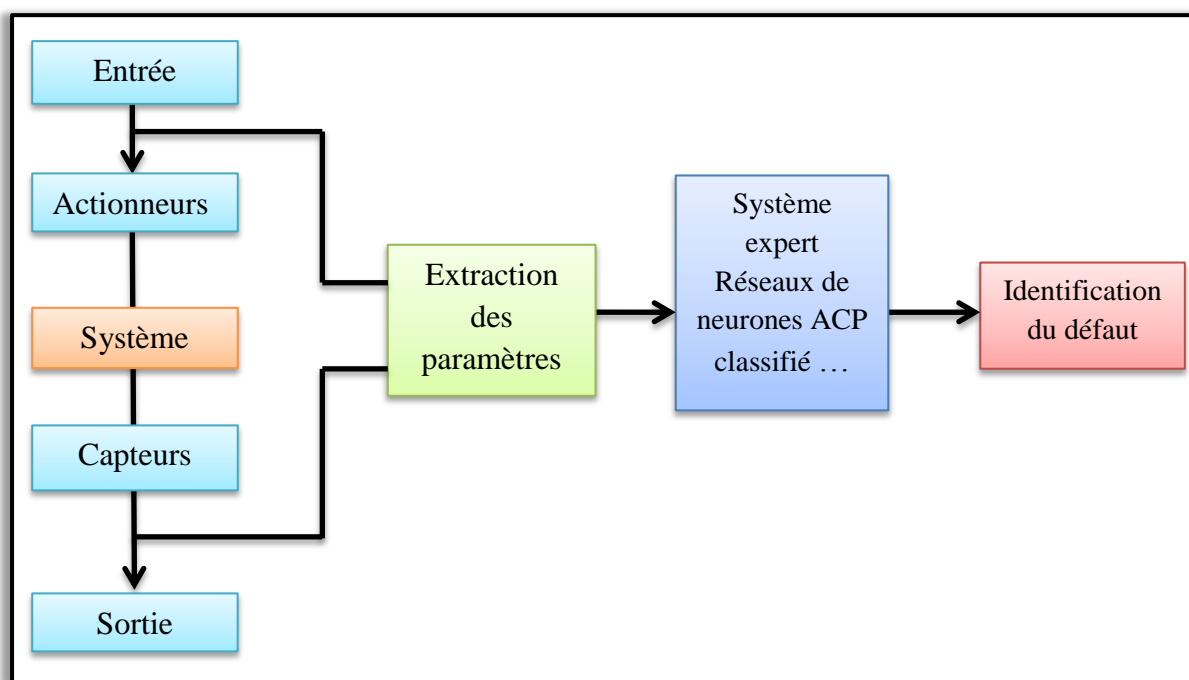 Entrée
Actionneurs
Système
Capteurs
Sortie
Extraction
des
paramètres
Système
expert
Réseaux de
neurones ACP
classifié …
Identification
du défaut